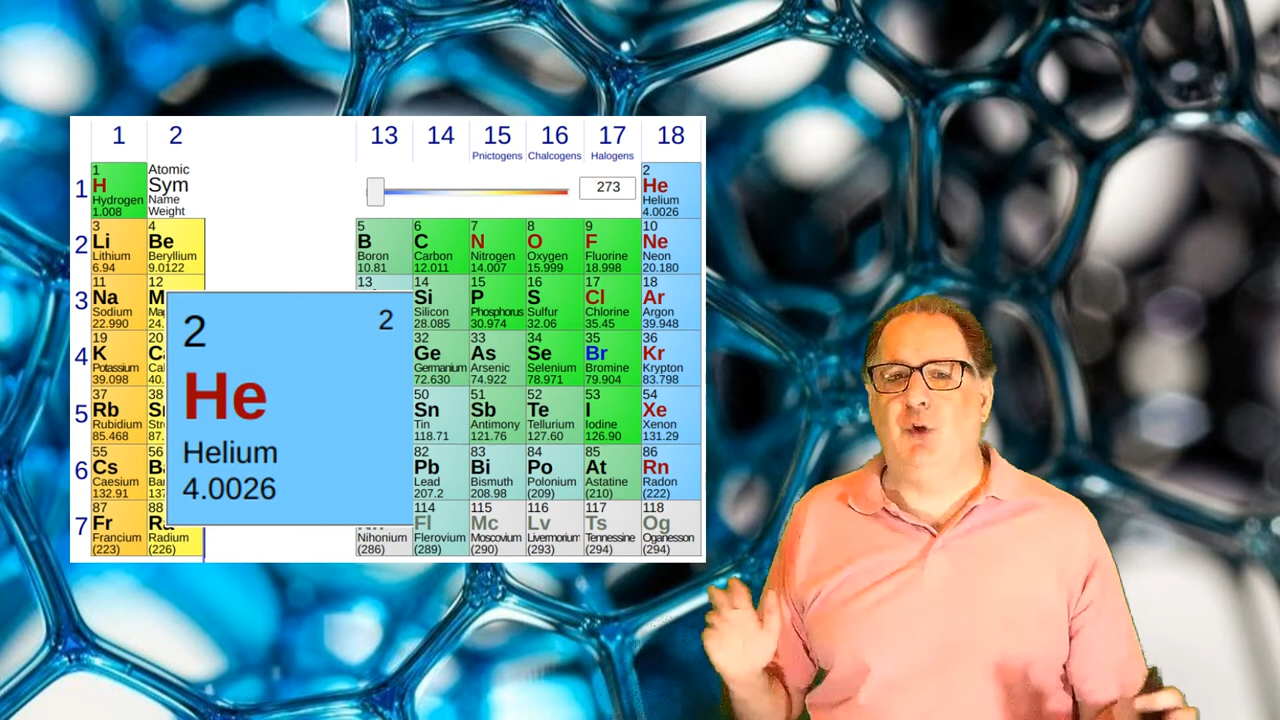 1 2 13 14 15 16 17 18
Pnictogens Chalcogens Halogens
1 Atomic 2
1 H Sym 273 He
Hydrogen Name Helium
1.008 Weight 4.0026
3 4 5 6 7 8 9 10
2 Li Be B C N O F Ne
Lithium Beryllium Boron Carbon Nitrogen Oxygen Fluorine Neon
6.94 9.0122 10.81 12.011 14.007 15.999 18.998 20.180
11 12 13 14 15 16 17 18
3 Na Si P S Cl Ar
Sodium Silicon Phosphorus Sulfur Chlorine Argon
22.990 28.085 30.974 32.06 35.45 39.948
19 20 32 33 34 35 36
4 K Ge As Se Br Kr
Potassium Germanium Arsenic Selenium Bromine Krypton
39.098 72.630 74.922 78.971 79.904 83.798
37 38 50 51 52 53 54
5 Rb Sn Sb Te I Xe
Rubidium Tin Antimony Tellurium Iodine Xenon
85.468 118.71 121.76 127.60 126.90 131.29
55 56 82 83 84 85 86
6 Cs Pb Bi Po At Rn
Caesium Lead Bismuth Polonium Astatine Radon
132.91 207.2 208.98 (209) (210) (222)
87 88 114 115 116 117 118
7 Fr Ra Fl Mc Lv Ts Og
Francium Radium Nihonium Flerovium Moscovium Livermorium Tennessine Oganesson
(223) (226) (286) (289) (290) (293) (294) (294)
2 2
He
Helium
4.0026